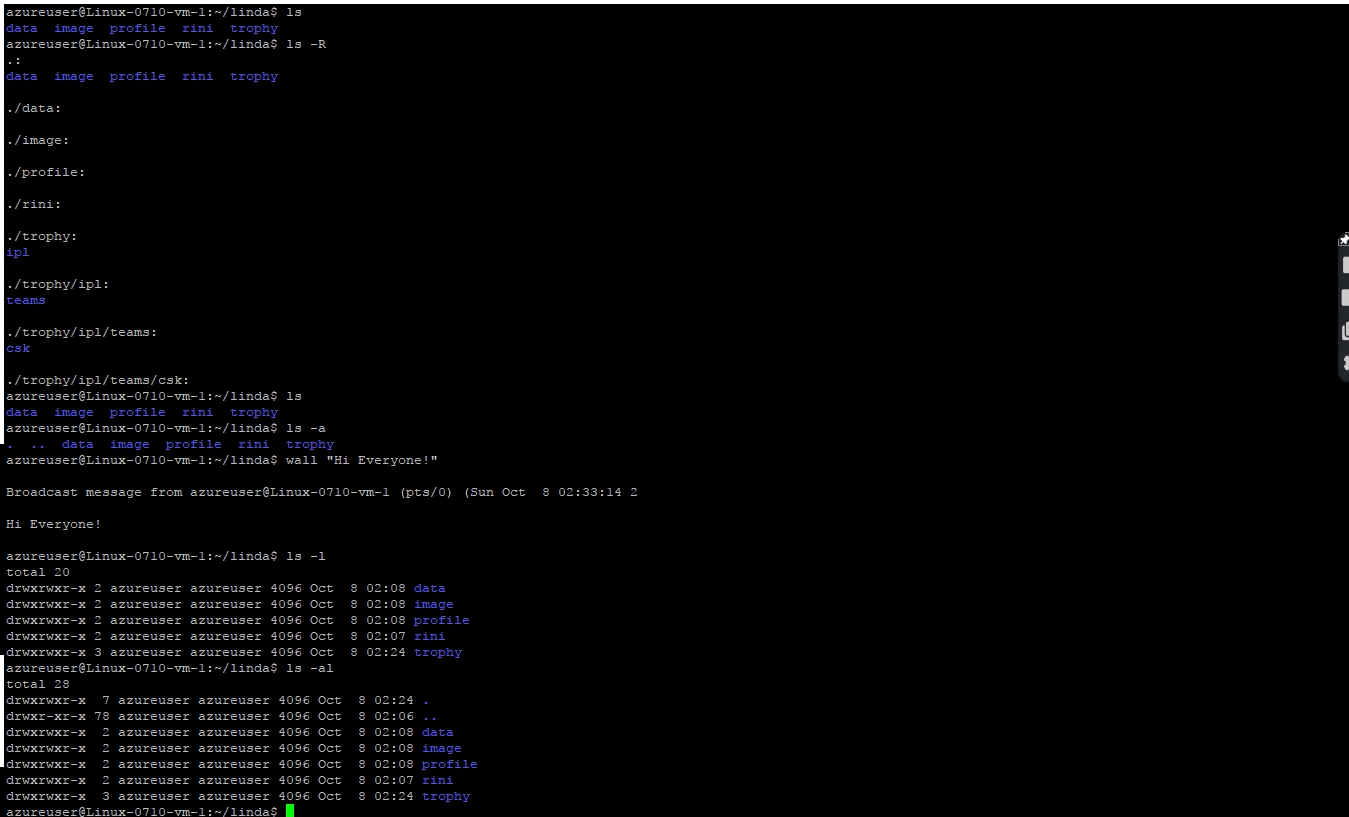 azureuser@Linux-0710-vm-1:~/linda$ ls
data  image  profile  rini  trophy
azureuser@Linux-0710-vm-1:~/linda$ ls -R
.:
data  image  profile  rini  trophy

./data:

./image:

./profile:

./rini:

./trophy:
ipl

./trophy/ipl:
teams

./trophy/ipl/teams:
csk

./trophy/ipl/teams/csk:
azureuser@Linux-0710-vm-1:~/linda$ ls
data  image  profile  rini  trophy
azureuser@Linux-0710-vm-1:~/linda$ ls -a
.  ..  data  image  profile  rini  trophy
azureuser@Linux-0710-vm-1:~/linda$ wall "Hi Everyone!"

Broadcast message from azureuser@Linux-0710-vm-1 (pts/0) (Sun Oct  8 02:33:14 2

Hi Everyone!

azureuser@Linux-0710-vm-1:~/linda$ ls -l
total 20
drwxrwxr-x 2 azureuser azureuser 4096 Oct  8 02:08 data
drwxrwxr-x 2 azureuser azureuser 4096 Oct  8 02:08 image
drwxrwxr-x 2 azureuser azureuser 4096 Oct  8 02:08 profile
drwxrwxr-x 2 azureuser azureuser 4096 Oct  8 02:07 rini
drwxrwxr-x 3 azureuser azureuser 4096 Oct  8 02:24 trophy
azureuser@Linux-0710-vm-1:~/linda$ ls -al
total 28
drwxrwxr-x  7 azureuser azureuser 4096 Oct  8 02:24 .
drwxr-xr-x 78 azureuser azureuser 4096 Oct  8 02:06 ..
drwxrwxr-x  2 azureuser azureuser 4096 Oct  8 02:08 data
drwxrwxr-x  2 azureuser azureuser 4096 Oct  8 02:08 image
drwxrwxr-x  2 azureuser azureuser 4096 Oct  8 02:08 profile
drwxrwxr-x  2 azureuser azureuser 4096 Oct  8 02:07 rini
drwxrwxr-x  3 azureuser azureuser 4096 Oct  8 02:24 trophy
azureuser@Linux-0710-vm-1:~/linda$